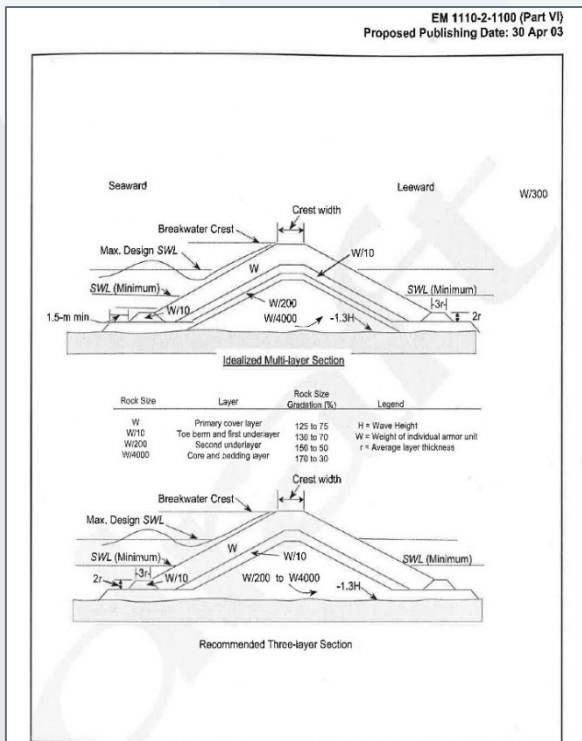 EM 1110-2-1100 (Part VI)
Proposed Publishing Date: 30 Apr 03
Seaward
Leeward
W/300
Crest width
Breakwater Crest
Max. Design SWL
W/10
W
SWL (Minimum)
SWL (Minimum)
W/200
1.5-m min
W/10
W/4000
-1.3H
-3r-
2r
Idealized Multi-layer Section
Rock Size Layer Rock Size Gradation (%) Legend
W Primary cover layer 125 to 75 H = Wave Height
W/10 Toe berm and first underlayer 130 to 70 W = Weight of individual armor unit
W/200 Second underlayer 150 to 50 r = Average layer thickness
W/4000 Core and bedding layer 170 to 30
Crest width
Breakwater Crest
Max. Design SWL
W
SWL (Minimum)
W/10
SWL (Minimum)
-3r-
2r
W/10
W/200 to W4000
-1.3H
Recommended Three-layer Section
Draft